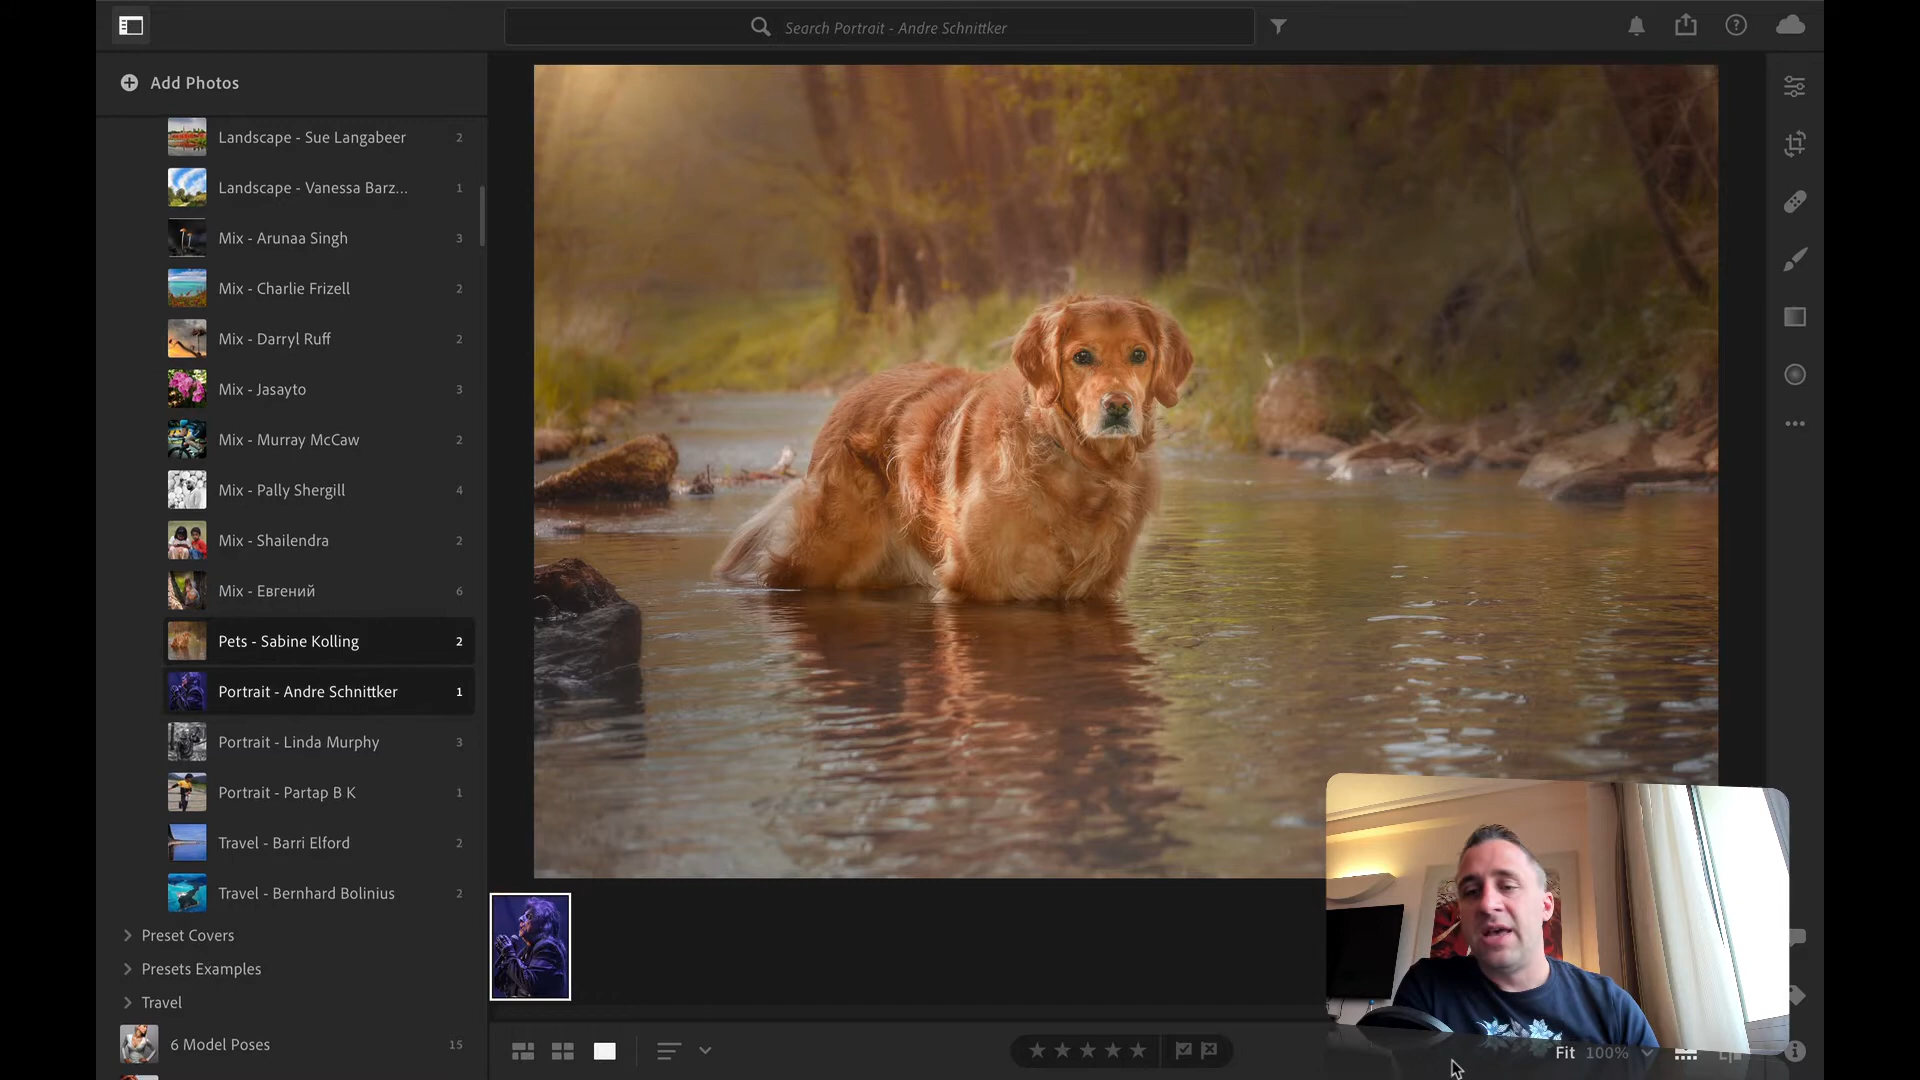 Search Portrait - Andre Schnittker
Add Photos
Landscape - Sue Langabeer 2
Landscape - Vanessa Barz... 1
Mix - Arunaa Singh 3
Mix - Charlie Frizell 2
Mix - Darryl Ruff 2
Mix - Jasayto 3
Mix - Murray McCaw 2
Mix - Pally Shergill 4
Mix - Shailendra 2
Mix - Евгений 6
Pets - Sabine Kolling 2
Portrait - Andre Schnittker 1
Portrait - Linda Murphy 3
Portrait - Partap B K 1
Travel - Barri Elford 2
Travel - Bernhard Bolinius 2
Preset Covers
Presets Examples
Travel
6 Model Poses 15
Fit 100%